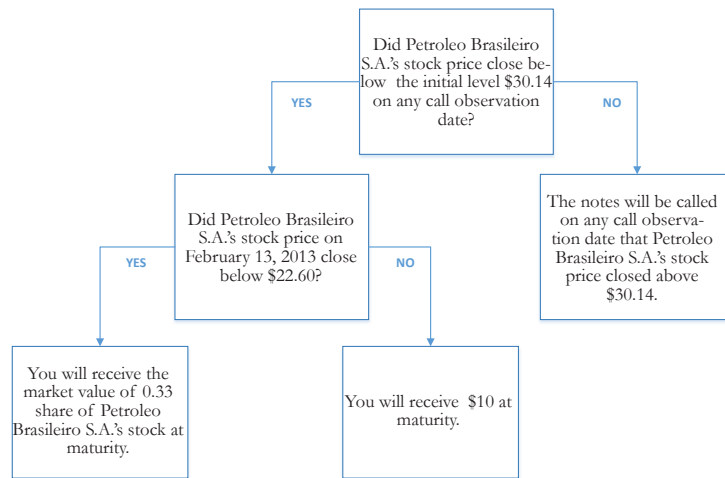 Did Petroleo Brasileiro
S.A.'s stock price close be-
low the initial level $30.14
on any call observation
date?
YES
NO
Did Petroleo Brasileiro
S.A.'s stock price on
February 13, 2013 close
below $22.60?
The notes will be called
on any call observa-
tion date that Petroleo
Brasileiro S.A.'s stock
price closed above
$30.14.
YES
NO
You will receive the
market value of 0.33
share of Petroleo
Brasileiro S.A.'s stock at
maturity.
You will receive $10 at
maturity.